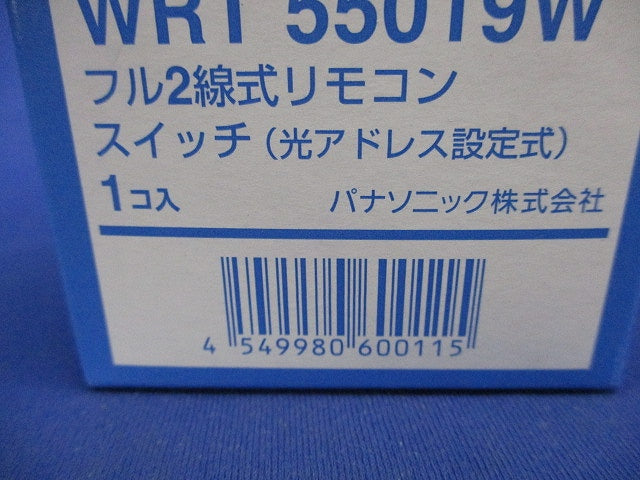 WRT 55019W
フル2線式リモコン
スイッチ（光アドレス設定式）
1コ入 パナソニック株式会社
4 549980 600115